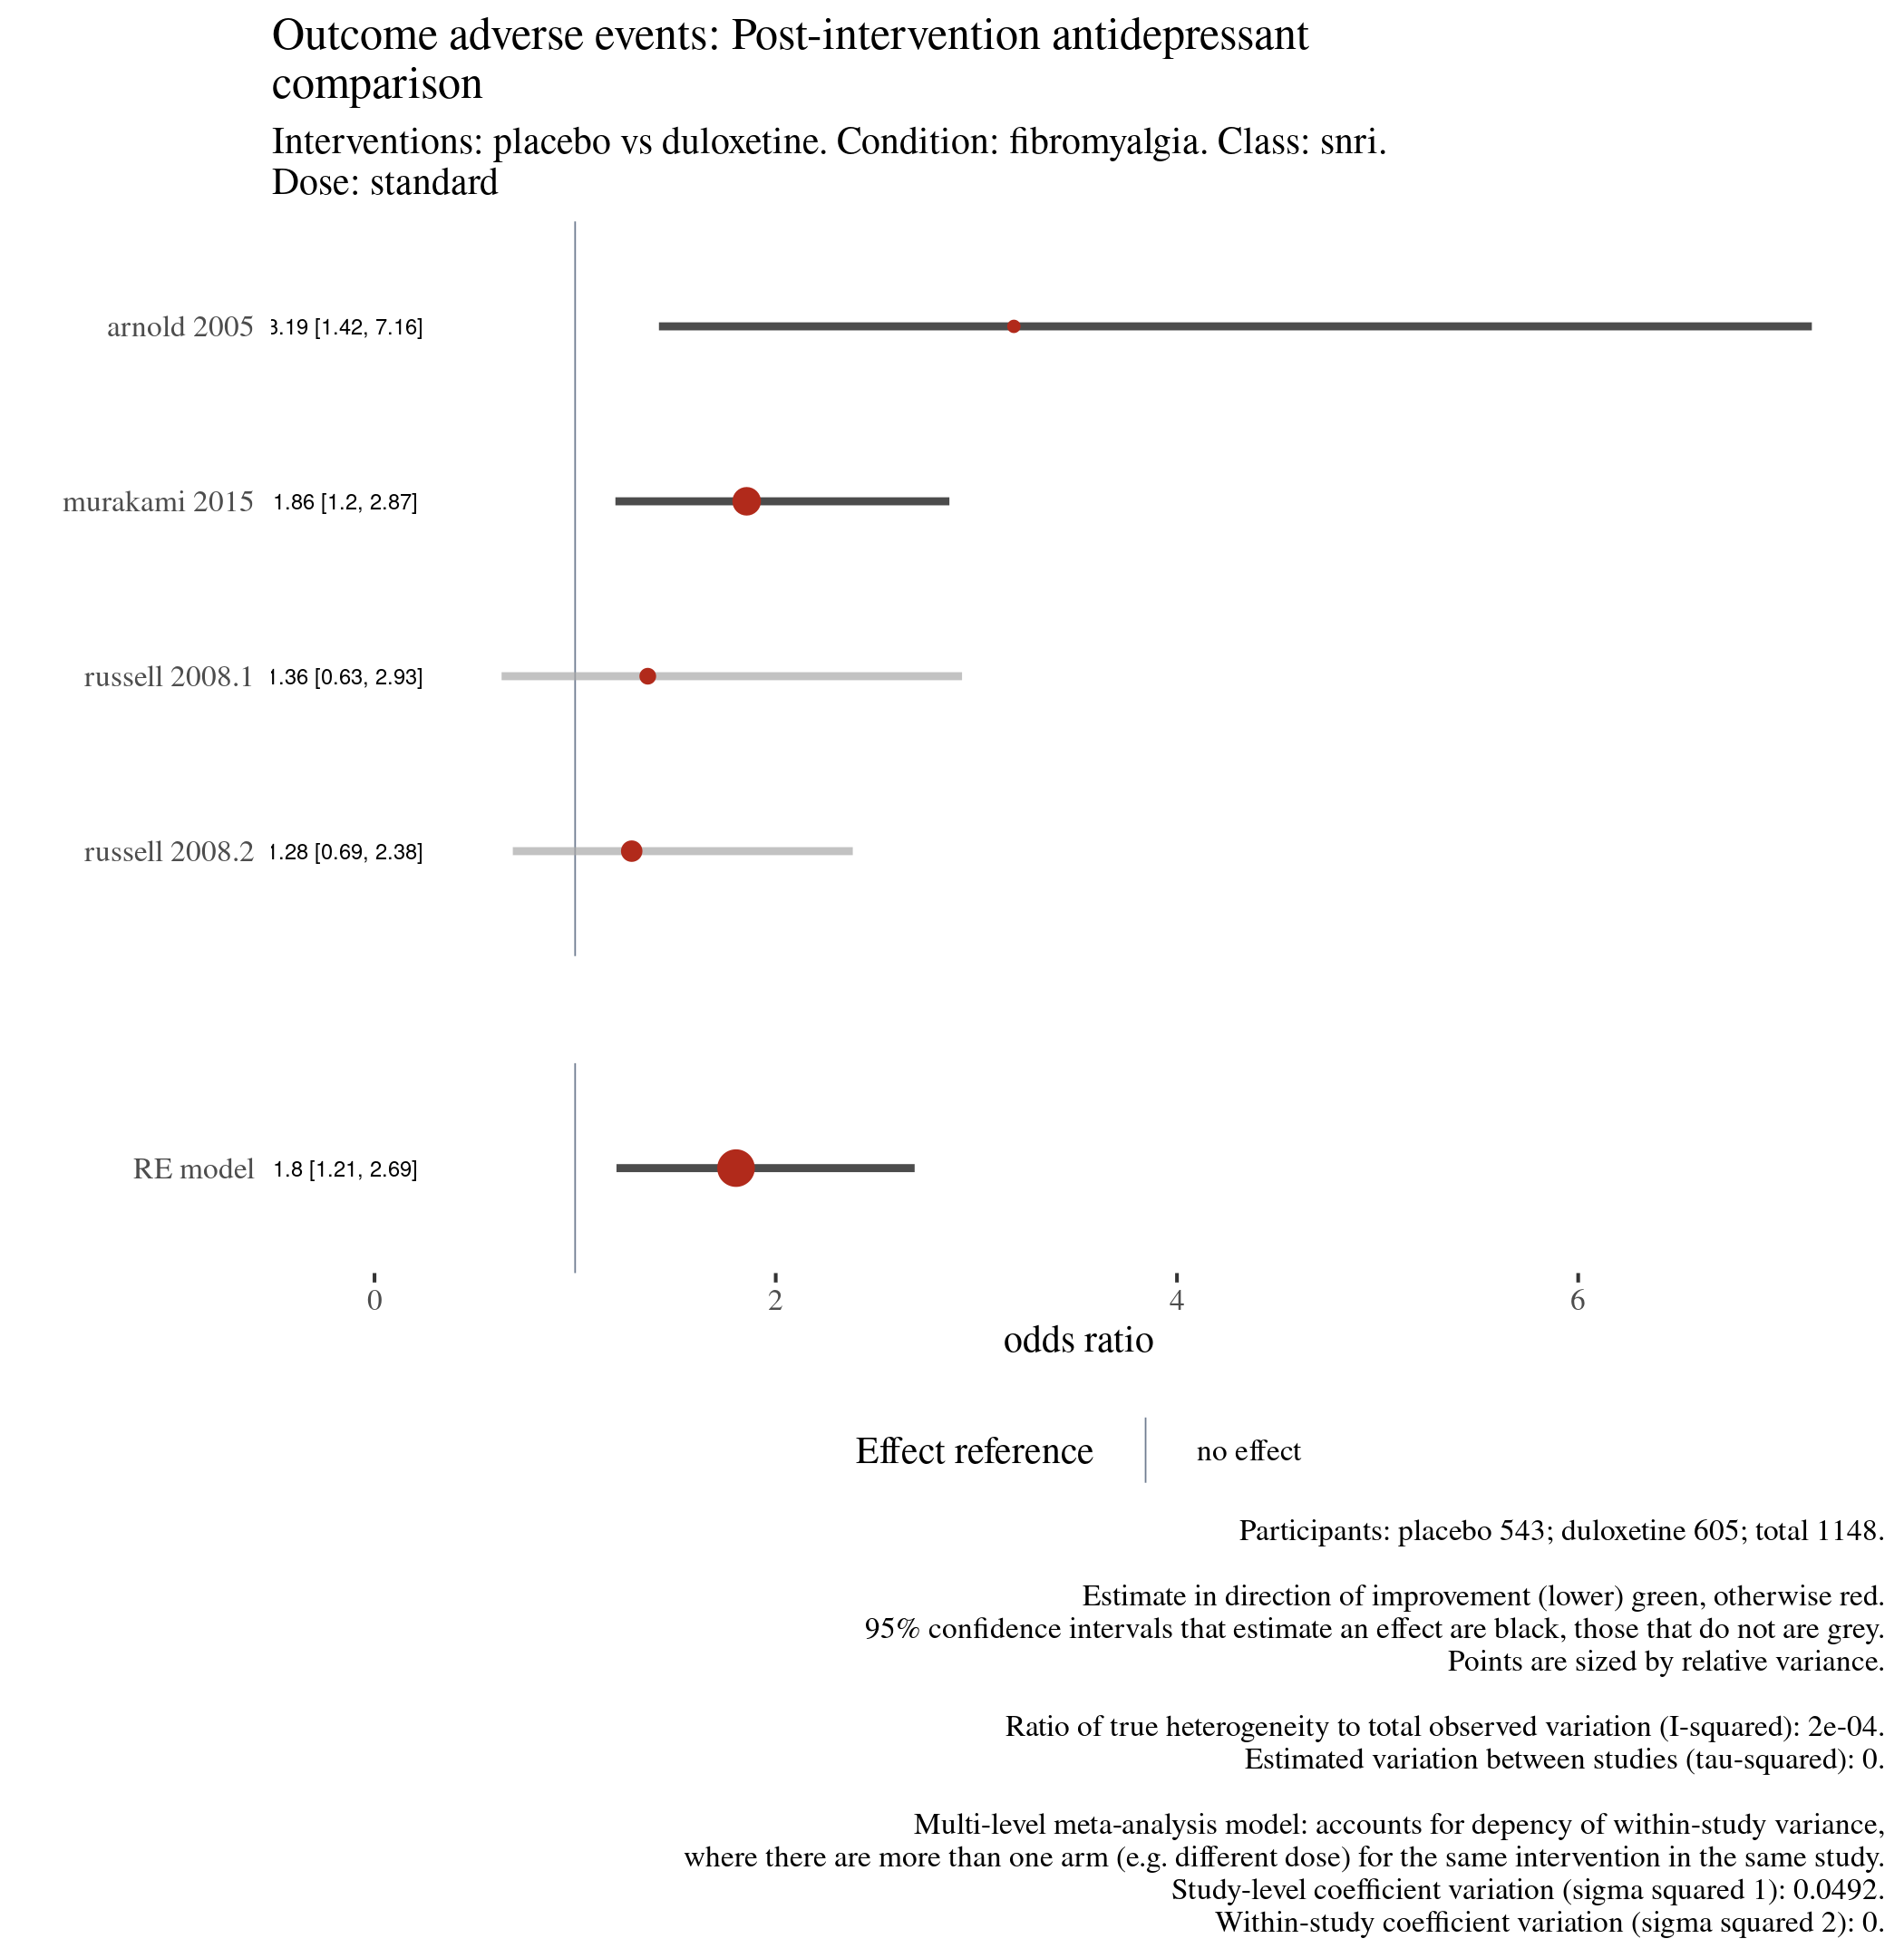 Outcome adverse events: Post-intervention antidepressant
comparison
Interventions: placebo vs duloxetine. Condition: fibromyalgia. Class: snri.
Dose: standard
arnold 2005 3.19 [1.42, 7.16]
murakami 2015 1.86 [1.2, 2.87]
russell 2008.1 1.36 [0.63, 2.93]
russell 2008.2 1.28 [0.69, 2.38]
RE model 1.8 [1.21, 2.69]
0 2 4 6
odds ratio
Effect reference no effect
Participants: placebo 543; duloxetine 605; total 1148.
Estimate in direction of improvement (lower) green, otherwise red.
95% confidence intervals that estimate an effect are black, those that do not are grey.
Points are sized by relative variance.
Ratio of true heterogeneity to total observed variation (I-squared): 2e-04.
Estimated variation between studies (tau-squared): 0.
Multi-level meta-analysis model: accounts for depency of within-study variance,
where there are more than one arm (e.g. different dose) for the same intervention in the same study.
Study-level coefficient variation (sigma squared 1): 0.0492.
Within-study coefficient variation (sigma squared 2): 0.